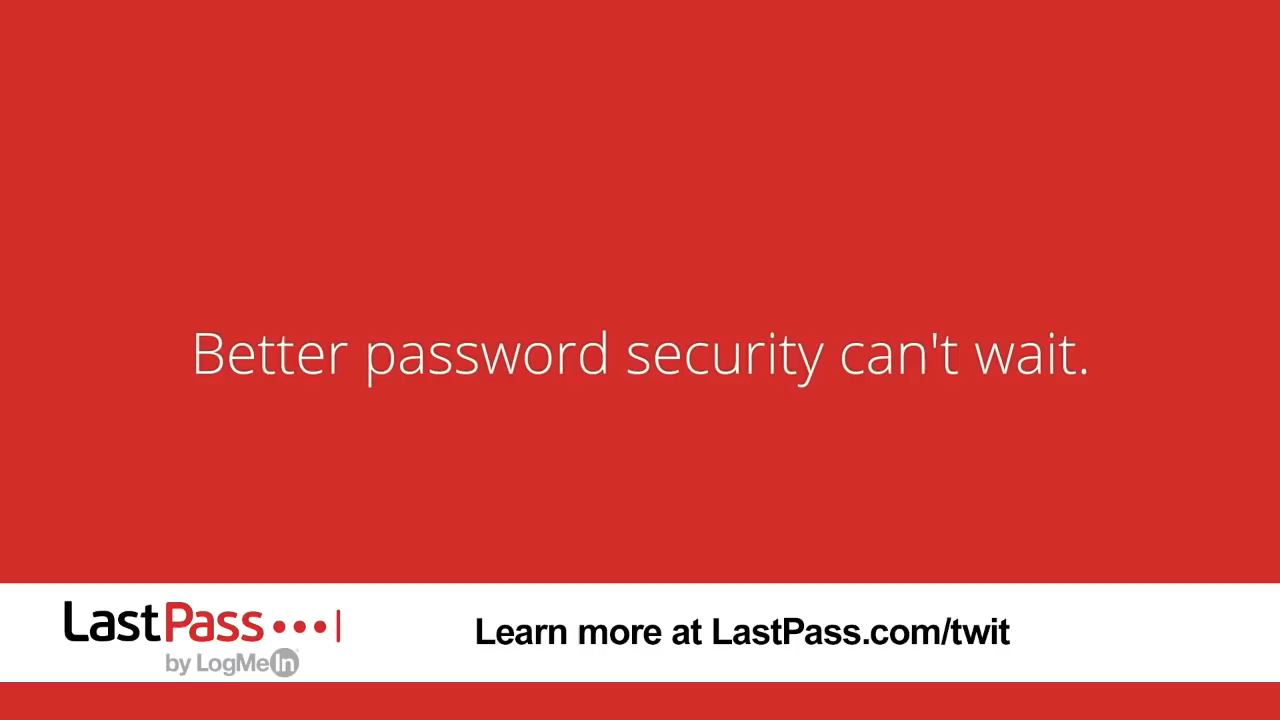 Better password security can't wait.
LastPass•••|
by LogMeIn
Learn more at LastPass.com/twit